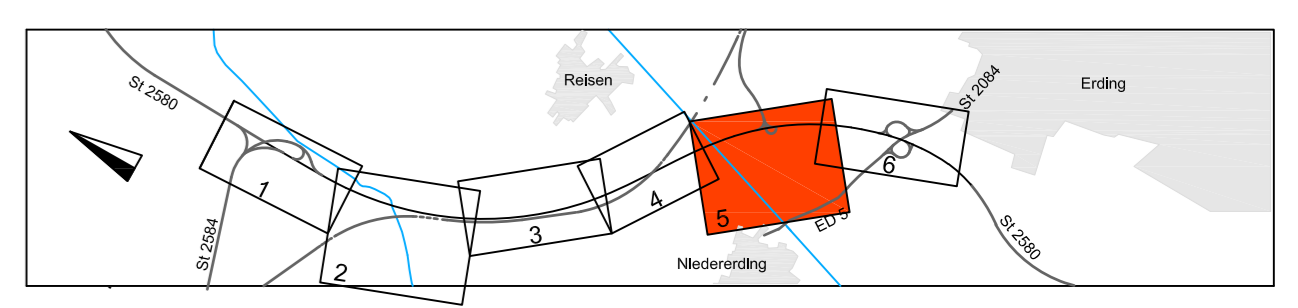 St 2580
Reisen
Erding
St 2084
1
St 2584
2
3
4
5
6
ED 5
NIedererding
St 2580